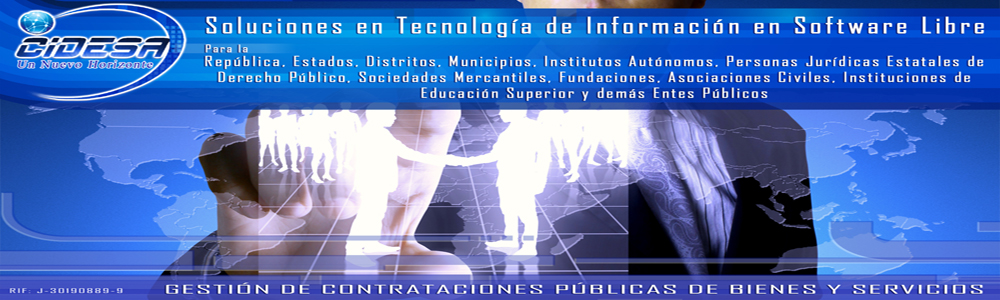 CIDESA
Un Nuevo Horizonte
Soluciones en Tecnología de Información en Software Libre
Para la
República, Estados, Distritos, Municipios, Institutos Autónomos, Personas Jurídicas Estatales de
Derecho Público, Sociedades Mercantiles, Fundaciones, Asociaciones Civiles, Instituciones de
Educación Superior y demás Entes Públicos
RIF: J-30190889-9
GESTIÓN DE CONTRATACIONES PÚBLICAS DE BIENES Y SERVICIOS